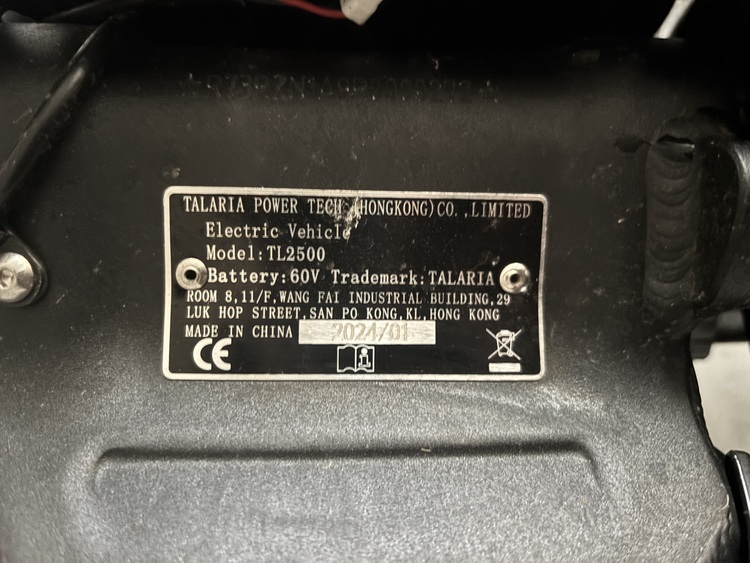 TALARIA POWER TECH (HONGKONG)CO.,LIMITED
Electric Vehicle
Model:TL2500
Battery:60V Trademark:TALARIA
ROOM 8,11/F,WANG FAI INDUSTRIAL BUILDING,29
LUK HOP STREET,SAN PO KONG,KL,HONG KONG
MADE IN CHINA 2024/01
CE